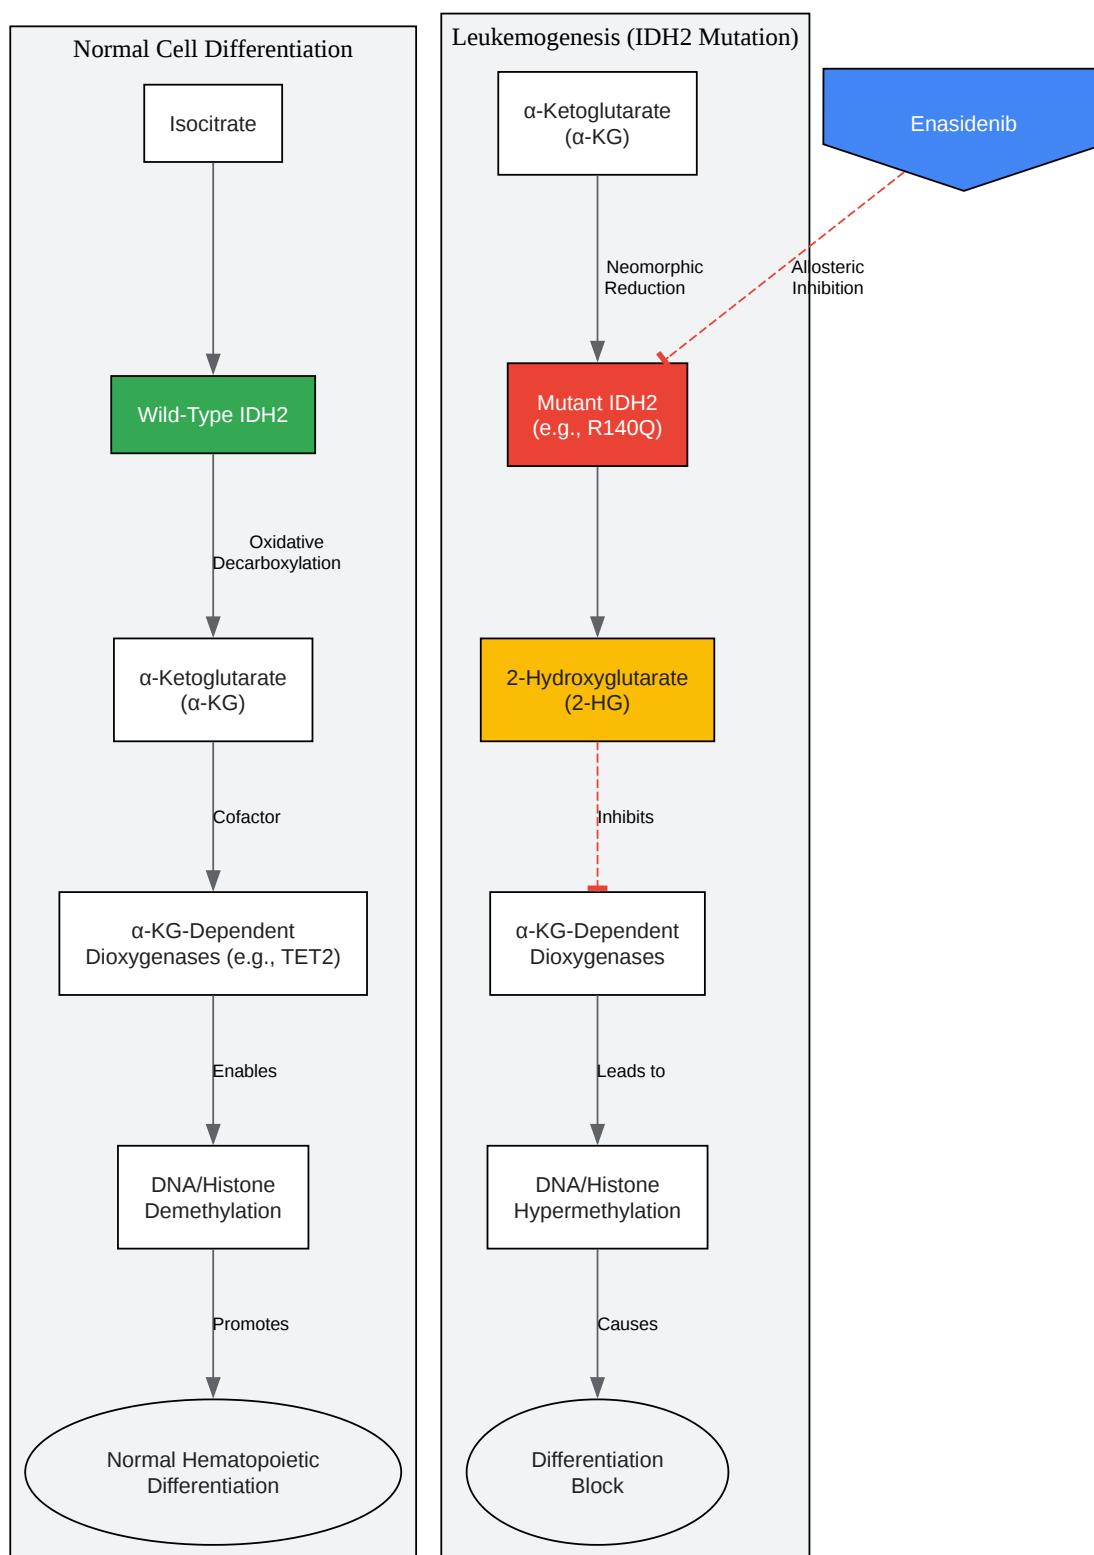 Normal Cell Differentiation
Isocitrate
Wild-Type IDH2
Oxidative
Decarboxylation
α-Ketoglutarate
(α-KG)
Cofactor
α-KG-Dependent
Dioxygenases (e.g., TET2)
Enables
DNA/Histone
Demethylation
Promotes
Normal Hematopoietic
Differentiation
Leukemogenesis (IDH2 Mutation)
α-Ketoglutarate
(α-KG)
Neomorphic
Reduction
Mutant IDH2
(e.g., R140Q)
2-Hydroxyglutarate
(2-HG)
Inhibits
α-KG-Dependent
Dioxygenases
Leads to
DNA/Histone
Hypermethylation
Causes
Differentiation
Block
Enasidenib
Allosteric
Inhibition